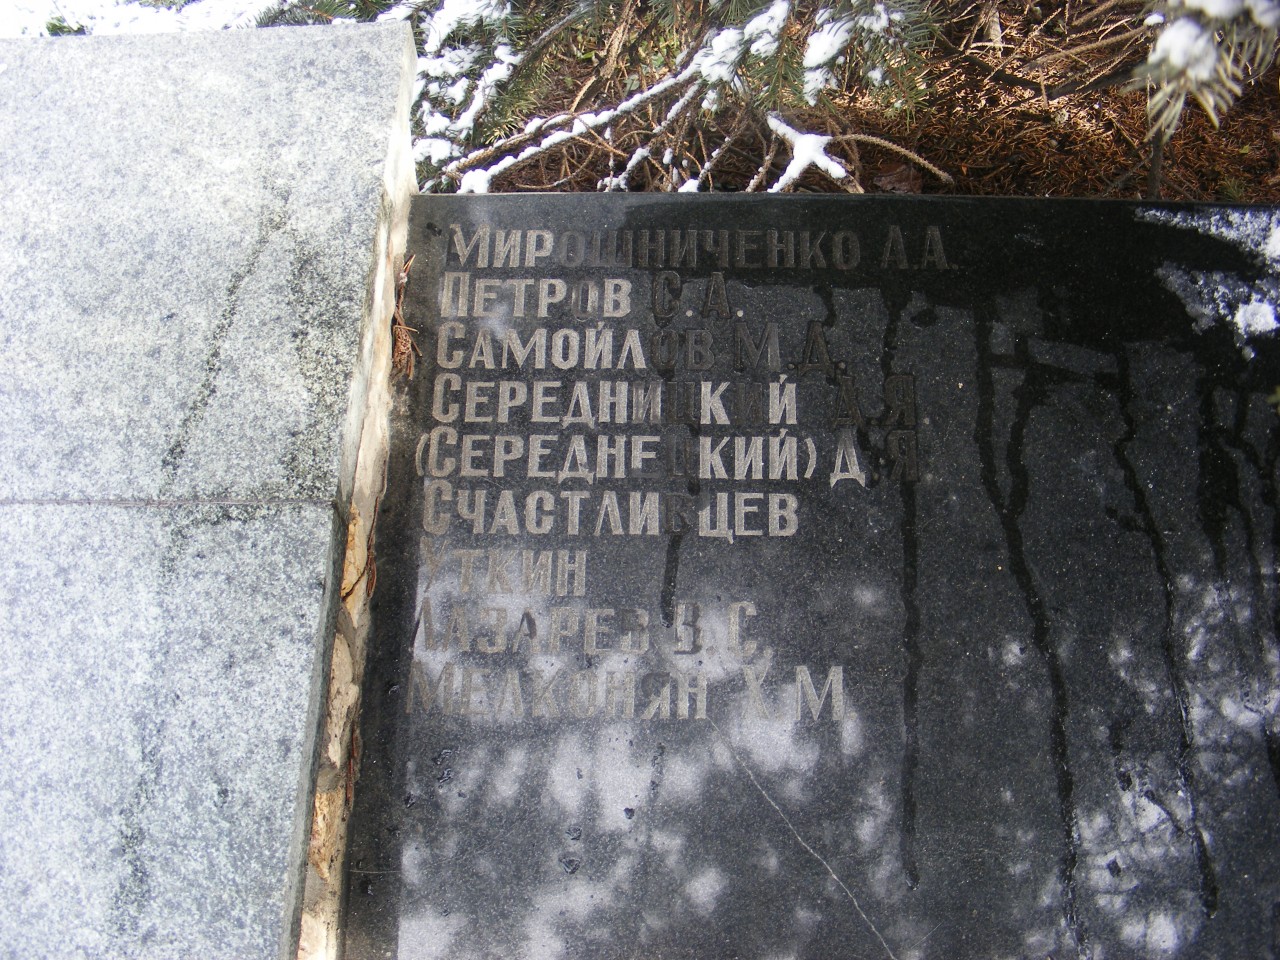 МИРОШНИЧЕНКО А.А.
ПЕТРОВ С.А.
САМОЙЛОВ М.Д.
СЕРЕДНИЦКИЙ Д.Я
(СЕРЕДНЕЦКИЙ) Д.Я
СЧАСТЛИВЦЕВ
УТКИН
ЛАЗАРЕВ В.С.
МЕЛКОНЯН Х.М